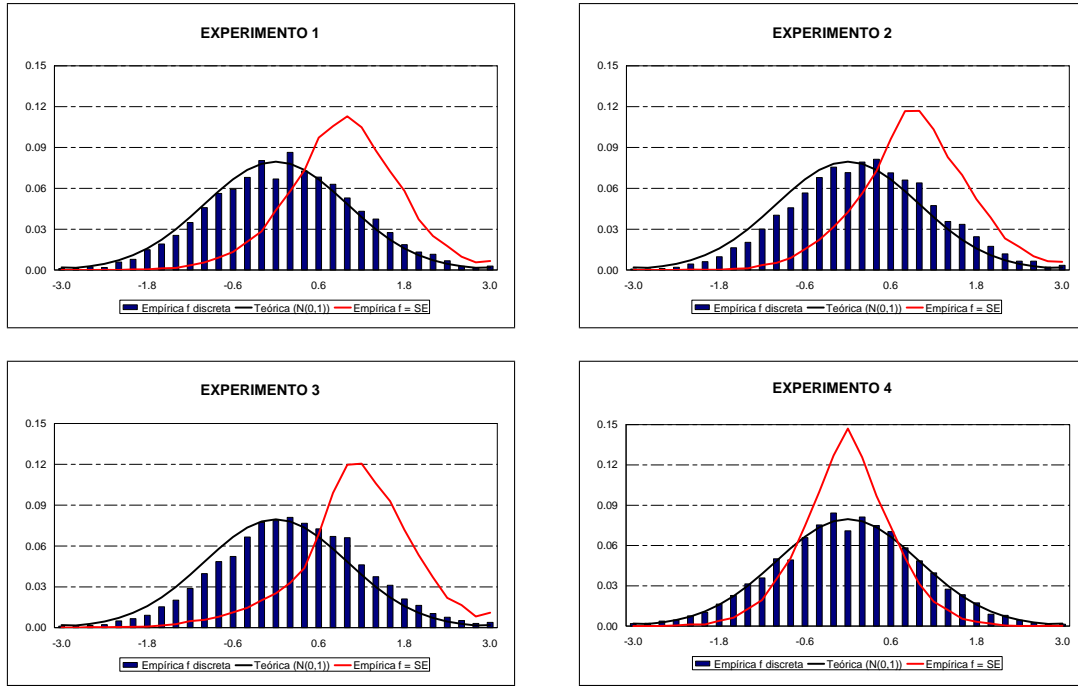 EXPERIMENTO 1
0.15
0.12
0.09
0.06
0.03
0.00
-3.0 -1.8 -0.6 0.6 1.8 3.0
Empírica f discreta Teórica (N(0,1)) Empírica f = SE
EXPERIMENTO 2
0.15
0.12
0.09
0.06
0.03
0.00
-3.0 -1.8 -0.6 0.6 1.8 3.0
Empírica f discreta Teórica (N(0,1)) Empírica f = SE
EXPERIMENTO 3
0.15
0.12
0.09
0.06
0.03
0.00
-3.0 -1.8 -0.6 0.6 1.8 3.0
Empírica f discreta Teórica (N(0,1)) Empírica f = SE
EXPERIMENTO 4
0.15
0.12
0.09
0.06
0.03
0.00
-3.0 -1.8 -0.6 0.6 1.8 3.0
Empírica f discreta Teórica (N(0,1)) Empírica f = SE